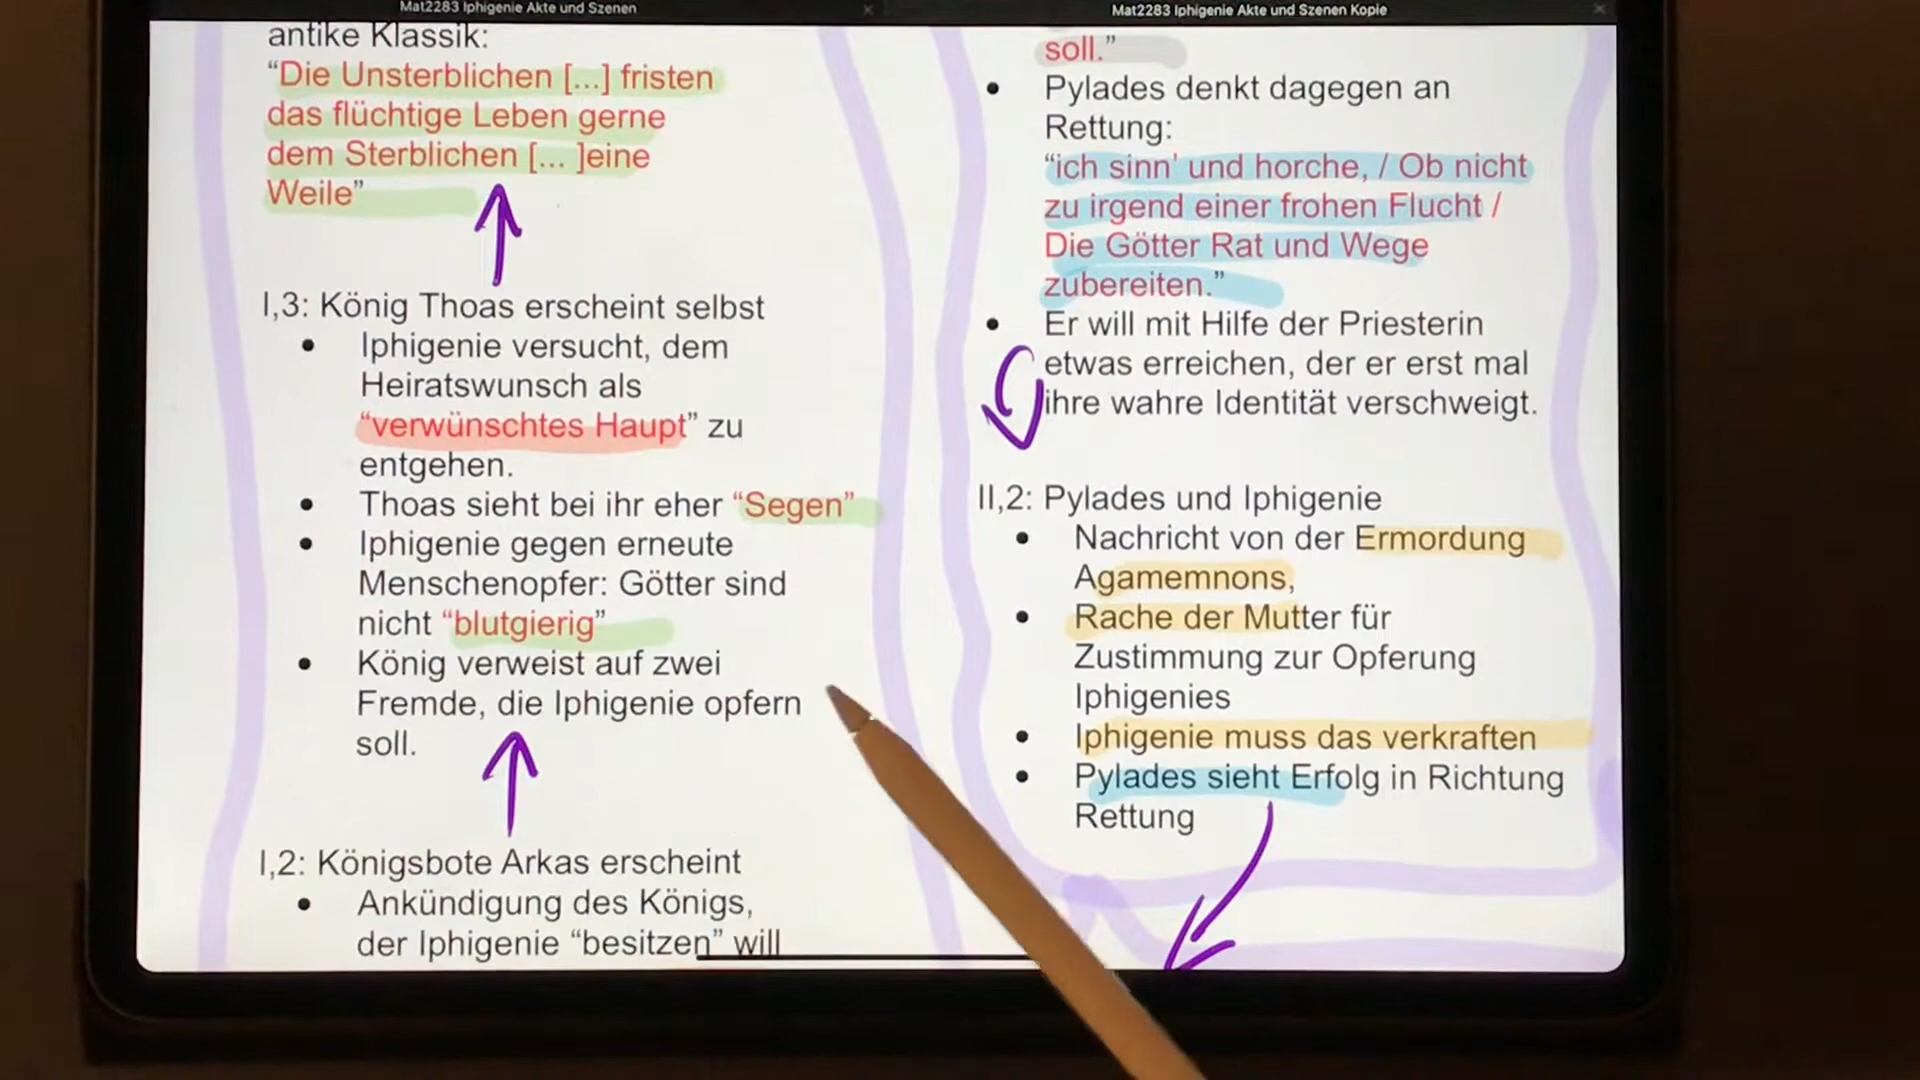 Mat2283 Iphigenie Akte und Szenen
antike Klassik:
“Die Unsterblichen [...] fristen
das flüchtige Leben gerne
dem Sterblichen [... ]eine
Weile”
I,3: König Thoas erscheint selbst
• Iphigenie versucht, dem
Heiratswunsch als
“verwünschtes Haupt” zu
entgehen.
• Thoas sieht bei ihr eher “Segen”
• Iphigenie gegen erneute
Menschenopfer: Götter sind
nicht “blutgierig”
• König verweist auf zwei
Fremde, die Iphigenie opfern
soll.
I,2: Königsbote Arkas erscheint
• Ankündigung des Königs,
der Iphigenie “besitzen” will
Mat2283 Iphigenie Akte und Szenen Kopie
soll.”
• Pylades denkt dagegen an
Rettung:
“ich sinn' und horche, / Ob nicht
zu irgend einer frohen Flucht /
Die Götter Rat und Wege
zubereiten.”
• Er will mit Hilfe der Priesterin
etwas erreichen, der er erst mal
ihre wahre Identität verschweigt.
II,2: Pylades und Iphigenie
• Nachricht von der Ermordung
Agamemnons,
• Rache der Mutter für
Zustimmung zur Opferung
Iphigenies
• Iphigenie muss das verkraften
• Pylades sieht Erfolg in Richtung
Rettung